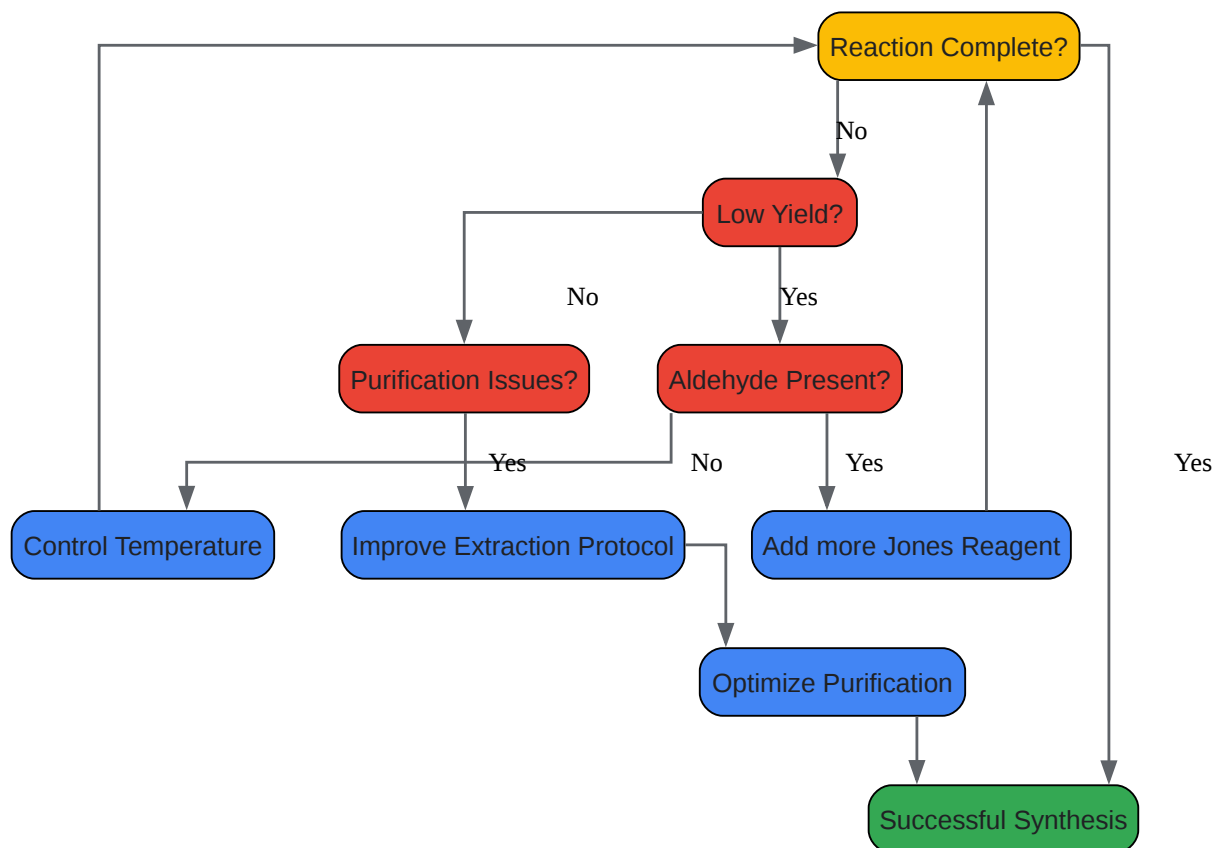 Reaction Complete?
No
Low Yield?
No
Yes
Purification Issues?
Aldehyde Present?
Yes
No
Yes
Yes
Control Temperature
Improve Extraction Protocol
Add more Jones Reagent
Optimize Purification
Successful Synthesis